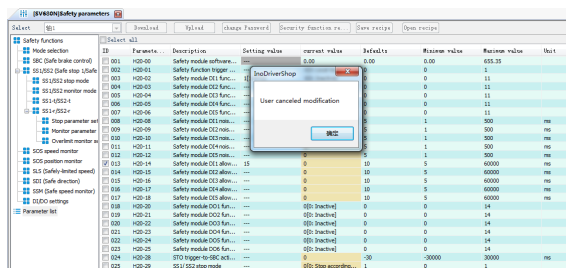 [SV600N]Safety parameters
Select 轴1 Download Upload change Password Security function re... Save recipe Open recipe
Safety functions
Mode selection
SBC (Safe brake control)
SS1/SS2 (Safe stop 1/Safe
SS1/SS2 stop mode
SS1/SS2 monitor mode
SS1/SS2-t
SS1+/SS2-r
Stop parameter set
Monitor parameter
Overlimit monitor
SOS speed monitor
SOS position monitor
SLS (Safety-limited speed)
SDI (Safe direction)
SSM (Safe speed monitor)
DI/DO settings
Parameter list
Select all
ID Paramete... Description Setting value current value Defaults Minimum value Maximum value Unit
001 H20-00 Safety module software... --- 0.00 0.00 0.00 655.35
002 H20-01 Safety function trigger ... --- 0 0 1
003 H20-02 Safety module DI1 func... 1[ 0 0 11
004 H20-03 Safety module DI2 func... --- 0 0 11
005 H20-04 Safety module DI3 func... --- 0 0 11
006 H20-05 Safety module DI4 func... --- 0 0 11
007 H20-06 Safety module DI5 func... --- 0 0 11
008 H20-08 Safety module DI1 nois... --- 5 1 500 ms
009 H20-09 Safety module DI2 nois... --- 5 1 500 ms
010 H20-10 Safety module DI3 nois... --- 5 1 500 ms
011 H20-11 Safety module DI4 nois... --- 5 1 500 ms
012 H20-12 Safety module DI5 nois... --- 5 1 500 ms
013 H20-14 Safety module DI1 allow... 15 0 10 5 60000 ms
014 H20-15 Safety module DI2 allow... --- 0 10 5 60000 ms
015 H20-16 Safety module DI3 allow... --- 0 10 5 60000 ms
016 H20-17 Safety module DI4 allow... --- 0 10 5 60000 ms
017 H20-18 Safety module DI5 allow... --- 0 10 5 60000 ms
018 H20-20 Safety module DO1 fun... --- 0[0: Inactive] 0 0 14
019 H20-21 Safety module DO2 fun... --- 0[0: Inactive] 0 0 14
020 H20-22 Safety module DO3 fun... --- 0[0: Inactive] 0 0 14
021 H20-23 Safety module DO4 fun... --- 0[0: Inactive] 0 0 14
022 H20-24 Safety module DO5 fun... --- 0[0: Inactive] 0 0 14
023 H20-25 Safety module DO6 fun... --- 0[0: Inactive] 0 0 14
024 H20-28 STO trigger-to-SBC acti... --- 0 -30 -30000 30000 ms
025 H20-29 SS1/ SS2 stop mode --- 0[0: Stop according... 1 0 1
InoDriverShop
User canceled modification
确定